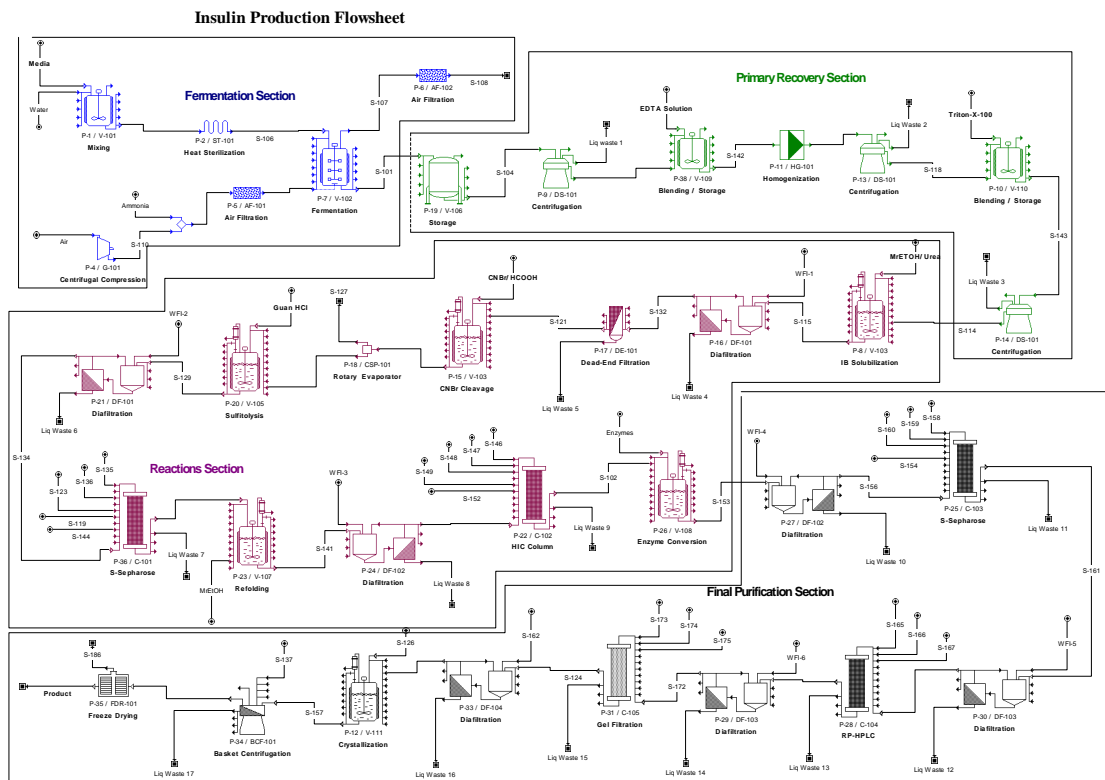 Insulin Production Flowsheet
Media
Water
P-1 / V-101
Mixing
P-2 / ST-101
Heat Sterilization
S-106
Fermentation Section
S-107
P-6 / AF-102
Air Filtration
S-108
P-7 / V-102
Fermentation
S-101
Ammonia
Air
P-4 / G-101
Centrifugal Compression
S-110
P-5 / AF-101
Air Filtration
Primary Recovery Section
P-19 / V-106
Storage
S-104
Liq waste 1
P-9 / DS-101
Centrifugation
EDTA Solution
P-38 / V-109
Blending / Storage
S-142
P-11 / HG-101
Homogenization
Liq Waste 2
P-13 / DS-101
Centrifugation
S-118
Triton-X-100
P-10 / V-110
Blending / Storage
S-143
Liq Waste 3
P-14 / DS-101
Centrifugation
S-114
MrETOH/ Urea
P-8 / V-103
IB Solubilization
S-115
WFI-1
P-16 / DF-101
Diafiltration
Liq Waste 4
S-132
P-17 / DE-101
Dead-End Filtration
Liq Waste 5
S-121
CNBr/ HCOOH
P-15 / V-103
CNBr Cleavage
S-127
P-18 / CSP-101
Rotary Evaporator
Guan HCl
P-20 / V-105
Sulfitolysis
S-129
WFI-2
P-21 / DF-101
Diafiltration
Liq Waste 6
S-134
Reactions Section
S-135
S-136
S-123
S-119
S-144
P-36 / C-101
S-Sepharose
Liq Waste 7
P-23 / V-107
Refolding
MrEtOH
S-141
WFI-3
P-24 / DF-102
Diafiltration
Liq Waste 8
S-146
S-147
S-148
S-149
S-152
P-22 / C-102
HIC Column
Liq Waste 9
S-102
Enzymes
P-26 / V-108
Enzyme Conversion
S-153
WFI-4
P-27 / DF-102
Diafiltration
Liq Waste 10
S-156
S-158
S-159
S-160
S-154
P-25 / C-103
S-Sepharose
Liq Waste 11
S-161
Final Purification Section
WFI-5
P-30 / DF-103
Diafiltration
Liq Waste 12
S-165
S-166
S-167
P-28 / C-104
RP-HPLC
Liq Waste 13
WFI-6
P-29 / DF-103
Diafiltration
Liq Waste 14
S-172
S-173
S-174
S-175
P-31 / C-105
Gel Filtration
Liq Waste 15
S-124
S-162
P-33 / DF-104
Diafiltration
Liq Waste 16
S-126
P-12 / V-111
Crystallization
S-157
S-137
P-34 / BCF-101
Basket Centrifugation
Liq Waste 17
S-186
P-35 / FDR-101
Freeze Drying
Product